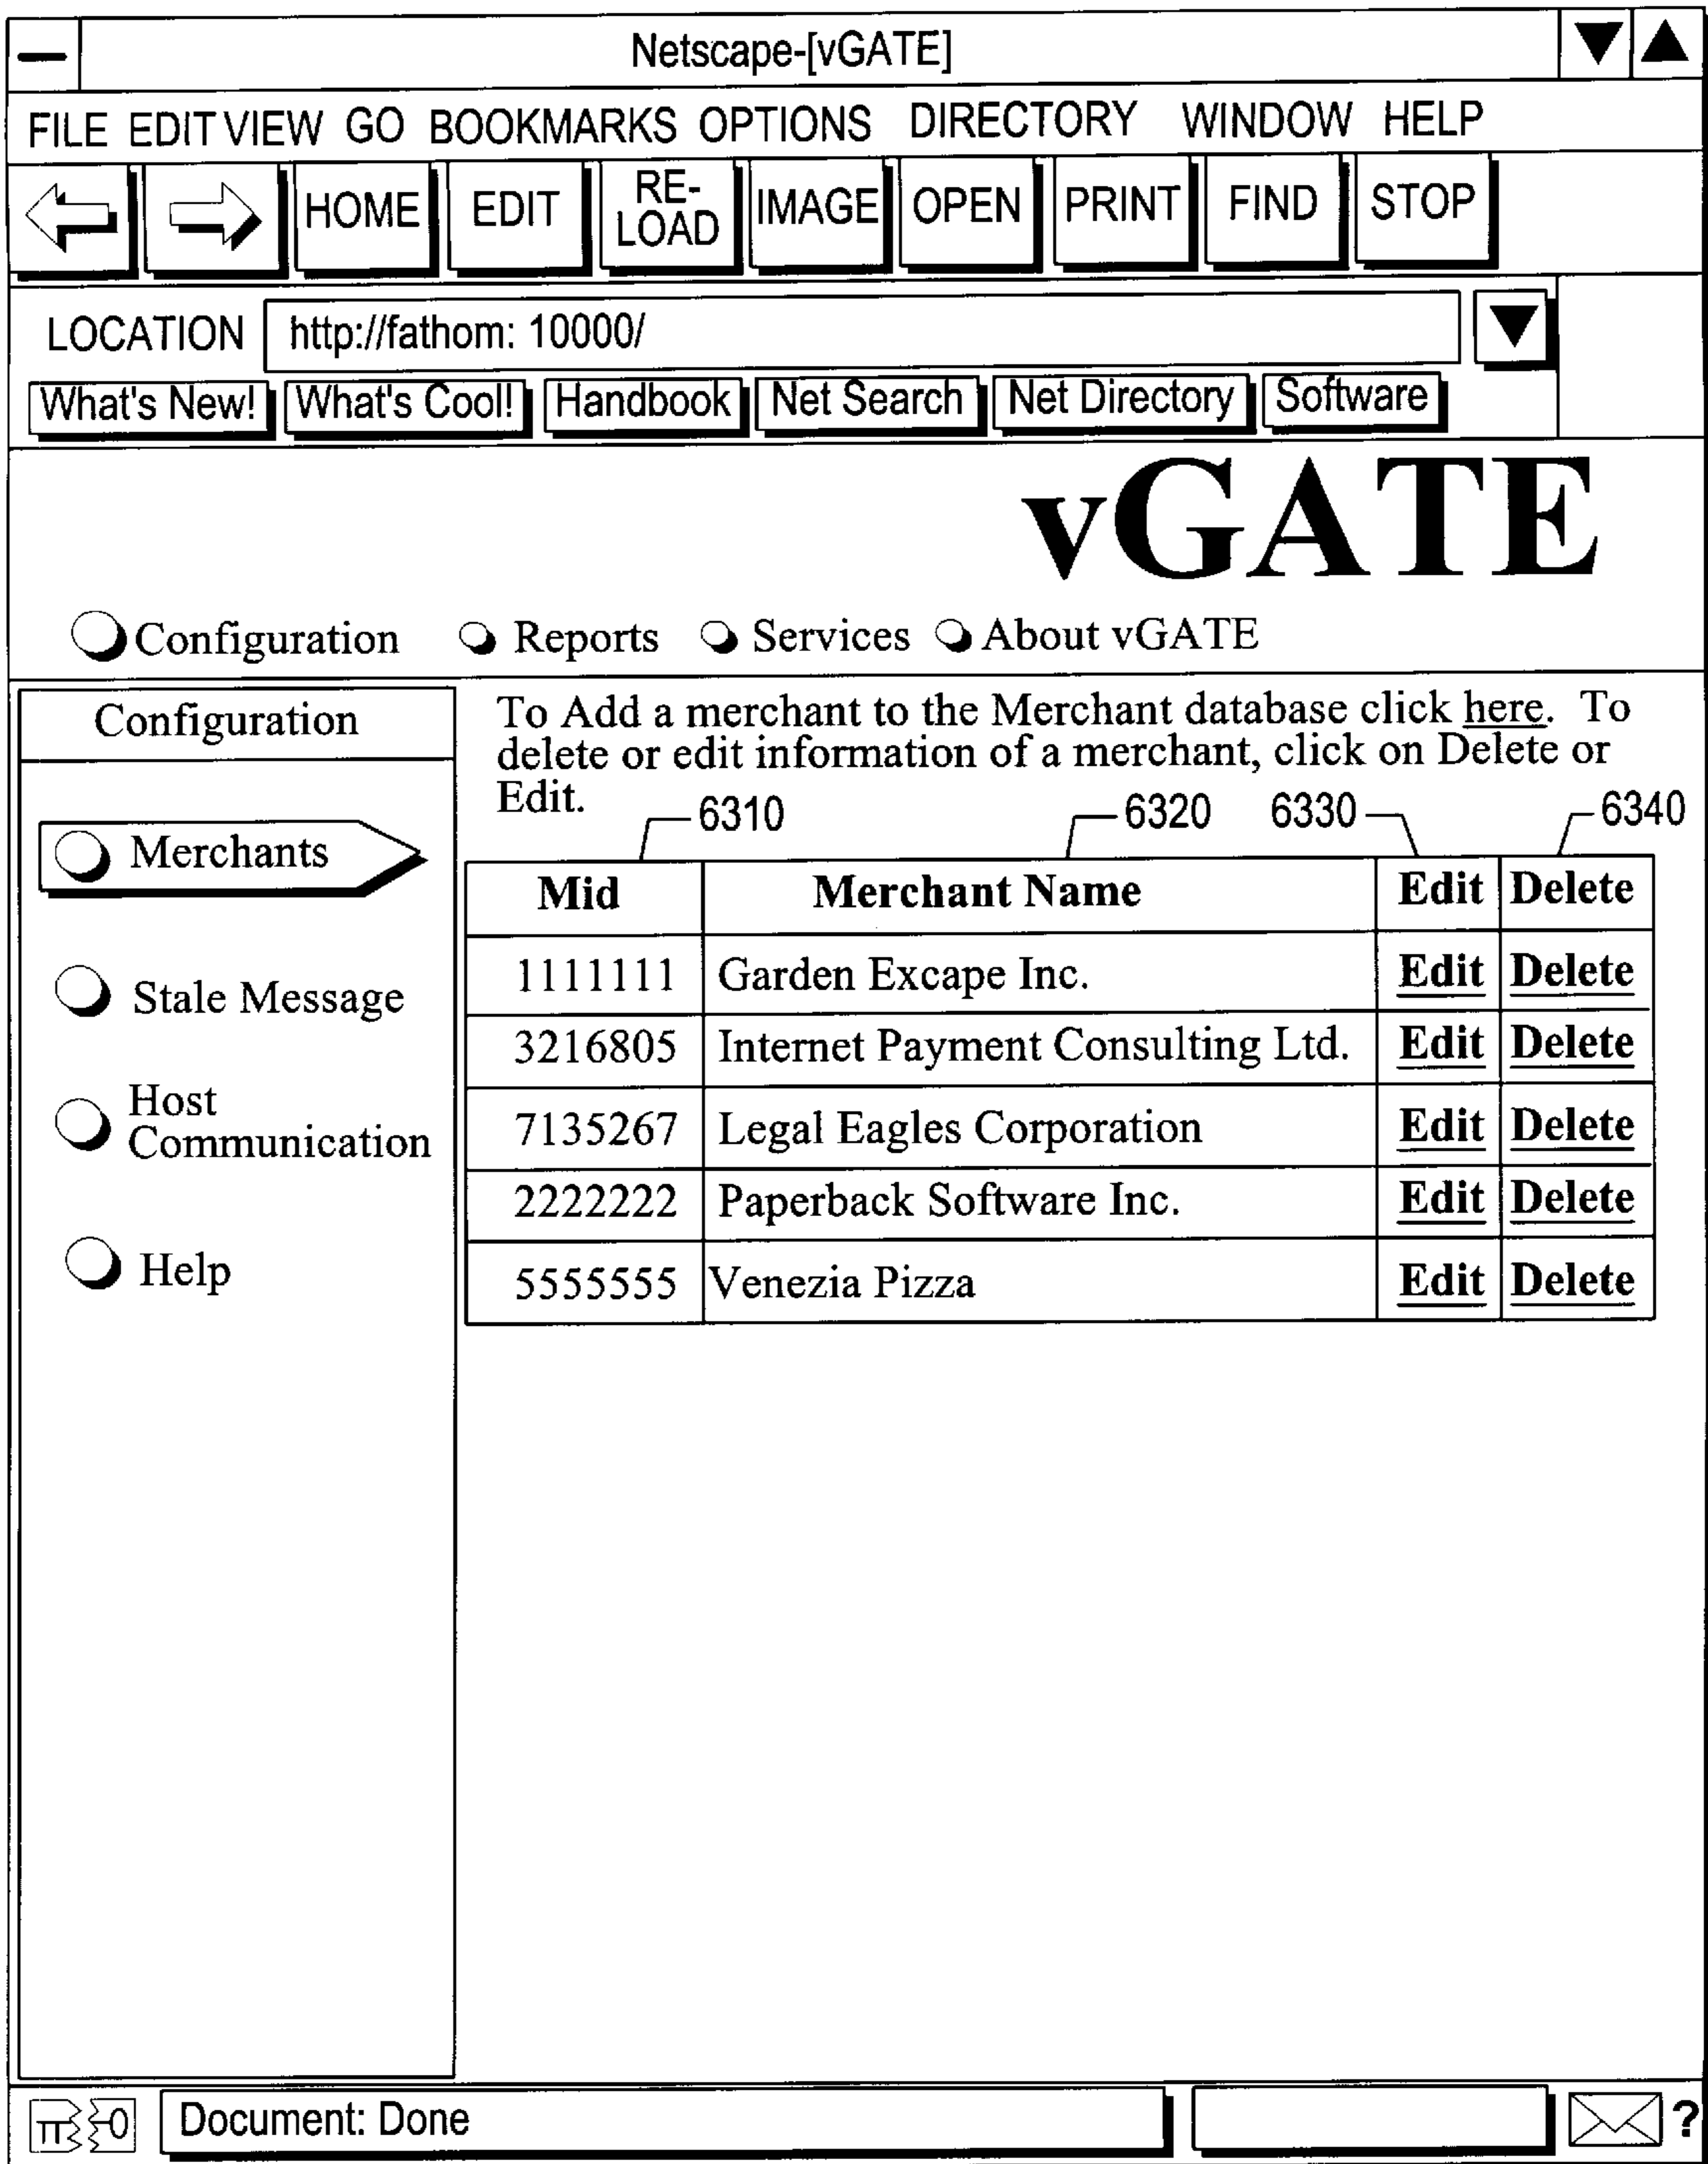 Netscape-[vGATE]
FILE EDIT VIEW GO BOOKMARKS OPTIONS DIRECTORY WINDOW HELP
HOME EDIT RE-LOAD IMAGE OPEN PRINT FIND STOP
LOCATION http://fathom: 10000/
What's New! What's Cool! Handbook Net Search Net Directory Software
vGATE
Configuration Reports Services About vGATE
Configuration
Merchants
Stale Message
Host
Communication
Help
To Add a merchant to the Merchant database click here. To
delete or edit information of a merchant, click on Delete or
Edit.
6310 6320 6330 6340
Mid Merchant Name Edit Delete
1111111 Garden Excape Inc. Edit Delete
3216805 Internet Payment Consulting Ltd. Edit Delete
7135267 Legal Eagles Corporation Edit Delete
2222222 Paperback Software Inc. Edit Delete
5555555 Venezia Pizza Edit Delete
Document: Done ?